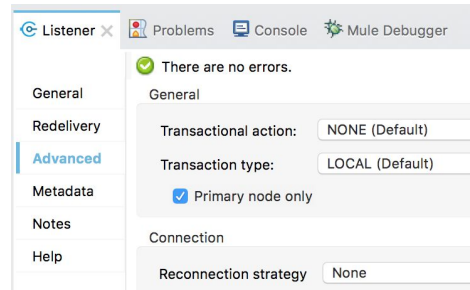 Listener Problems Console Mule Debugger
There are no errors.
General General
Redelivery Transactional action: NONE (Default)
Advanced Transaction type: LOCAL (Default)
Metadata Primary node only
Notes Connection
Help
Reconnection strategy None